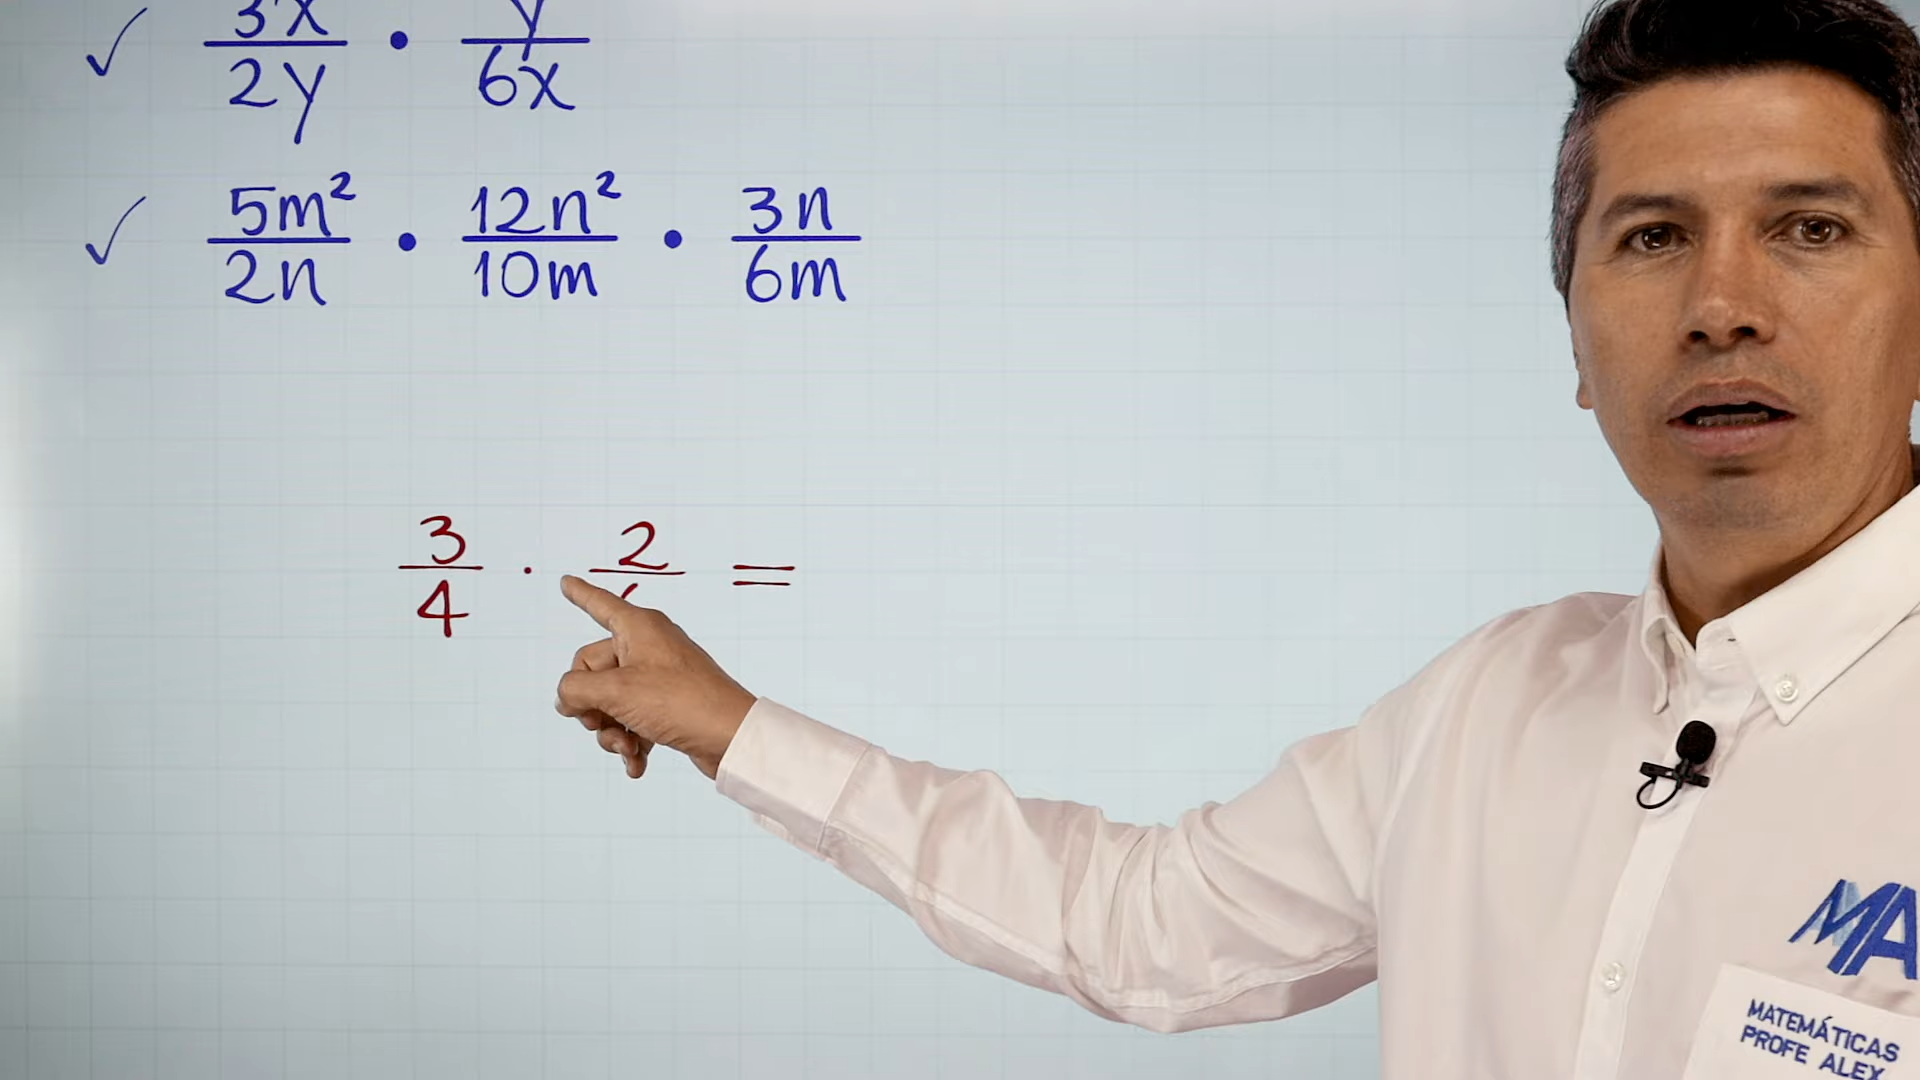 ✓ 3x/2y • y/6x
✓ 5m²/2n • 12n²/10m • 3n/6m
3/4 · 2/ =
MA
MATEMÁTICAS
PROFE ALEX